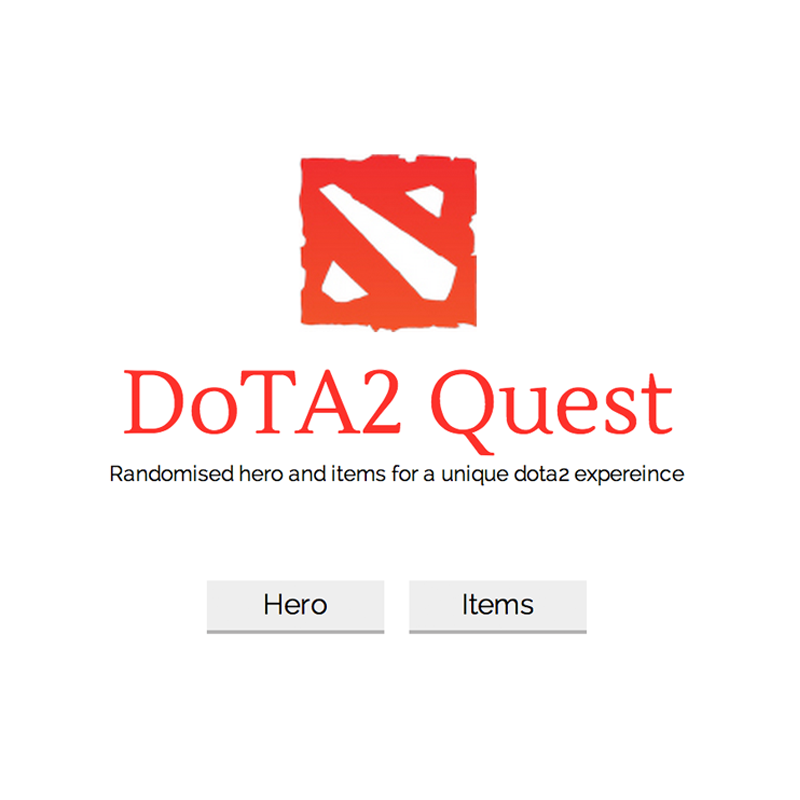 DoTA2 Quest
Randomised hero and items for a unique dota2 expereince
Hero Items